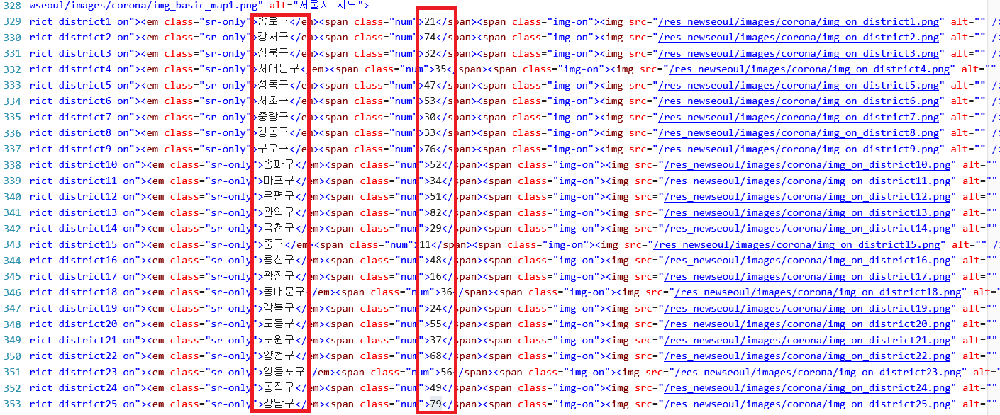 328 wseoul/images/corona/img_basic_map1.png" alt="서울시 지도">
329 rict district1 on"><em class="sr-only">종로구</em><span class="num">21</span><span class="img-on"><img src="/res_newseoul/images/corona/img_on_district1.png" alt="" />
330 rict district2 on"><em class="sr-only">강서구</em><span class="num">74</span><span class="img-on"><img src="/res_newseoul/images/corona/img_on_district2.png" alt="" />
331 rict district3 on"><em class="sr-only">성북구</em><span class="num">32</span><span class="img-on"><img src="/res_newseoul/images/corona/img_on_district3.png" alt="" />
332 rict district4 on"><em class="sr-only">서대문구</em><span class="num">35</span><span class="img-on"><img src="/res_newseoul/images/corona/img_on_district4.png" alt=""
333 rict district5 on"><em class="sr-only">성동구</em><span class="num">47</span><span class="img-on"><img src="/res_newseoul/images/corona/img_on_district5.png" alt="" />
334 rict district6 on"><em class="sr-only">서초구</em><span class="num">53</span><span class="img-on"><img src="/res_newseoul/images/corona/img_on_district6.png" alt="" />
335 rict district7 on"><em class="sr-only">중랑구</em><span class="num">30</span><span class="img-on"><img src="/res_newseoul/images/corona/img_on_district7.png" alt="" />
336 rict district8 on"><em class="sr-only">강동구</em><span class="num">33</span><span class="img-on"><img src="/res_newseoul/images/corona/img_on_district8.png" alt="" />
337 rict district9 on"><em class="sr-only">구로구</em><span class="num">76</span><span class="img-on"><img src="/res_newseoul/images/corona/img_on_district9.png" alt="" />
338 rict district10 on"><em class="sr-only">송파구</em><span class="num">52</span><span class="img-on"><img src="/res_newseoul/images/corona/img_on_district10.png" alt=""
339 rict district11 on"><em class="sr-only">마포구</em><span class="num">34</span><span class="img-on"><img src="/res_newseoul/images/corona/img_on_district11.png" alt=""
340 rict district12 on"><em class="sr-only">은평구</em><span class="num">51</span><span class="img-on"><img src="/res_newseoul/images/corona/img_on_district12.png" alt=""
341 rict district13 on"><em class="sr-only">관악구</em><span class="num">82</span><span class="img-on"><img src="/res_newseoul/images/corona/img_on_district13.png" alt=""
342 rict district14 on"><em class="sr-only">금천구</em><span class="num">29</span><span class="img-on"><img src="/res_newseoul/images/corona/img_on_district14.png" alt=""
343 rict district15 on"><em class="sr-only">중구</em><span class="num">11</span><span class="img-on"><img src="/res_newseoul/images/corona/img_on_district15.png" alt="" /
344 rict district16 on"><em class="sr-only">용산구</em><span class="num">48</span><span class="img-on"><img src="/res_newseoul/images/corona/img_on_district16.png" alt=""
345 rict district17 on"><em class="sr-only">광진구</em><span class="num">16</span><span class="img-on"><img src="/res_newseoul/images/corona/img_on_district17.png" alt=""
346 rict district18 on"><em class="sr-only">동대문구</em><span class="num">36</span><span class="img-on"><img src="/res_newseoul/images/corona/img_on_district18.png" alt="
347 rict district19 on"><em class="sr-only">강북구</em><span class="num">24</span><span class="img-on"><img src="/res_newseoul/images/corona/img_on_district19.png" alt=""
348 rict district20 on"><em class="sr-only">도봉구</em><span class="num">55</span><span class="img-on"><img src="/res_newseoul/images/corona/img_on_district20.png" alt=""
349 rict district21 on"><em class="sr-only">노원구</em><span class="num">37</span><span class="img-on"><img src="/res_newseoul/images/corona/img_on_district21.png" alt=""
350 rict district22 on"><em class="sr-only">양천구</em><span class="num">68</span><span class="img-on"><img src="/res_newseoul/images/corona/img_on_district22.png" alt=""
351 rict district23 on"><em class="sr-only">영등포구</em><span class="num">56</span><span class="img-on"><img src="/res_newseoul/images/corona/img_on_district23.png" alt="
352 rict district24 on"><em class="sr-only">동작구</em><span class="num">49</span><span class="img-on"><img src="/res_newseoul/images/corona/img_on_district24.png" alt=""
353 rict district25 on"><em class="sr-only">강남구</em><span class="num">79</span><span class="img-on"><img src="/res_newseoul/images/corona/img_on_district25.png" alt=""